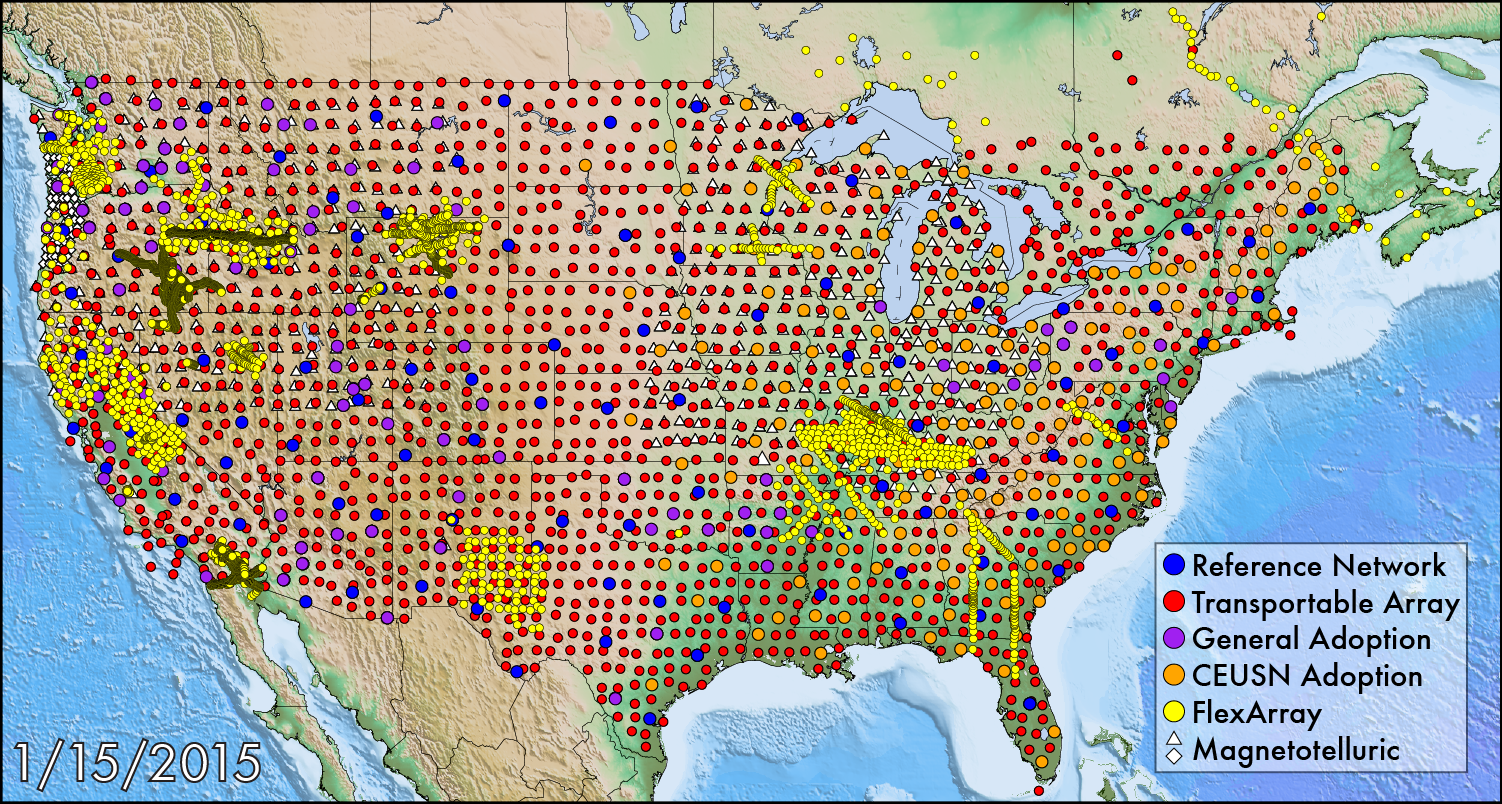 Reference Network
Transportable Array
General Adoption
CEUSN Adoption
FlexArray
Magnetotelluric
1/15/2015